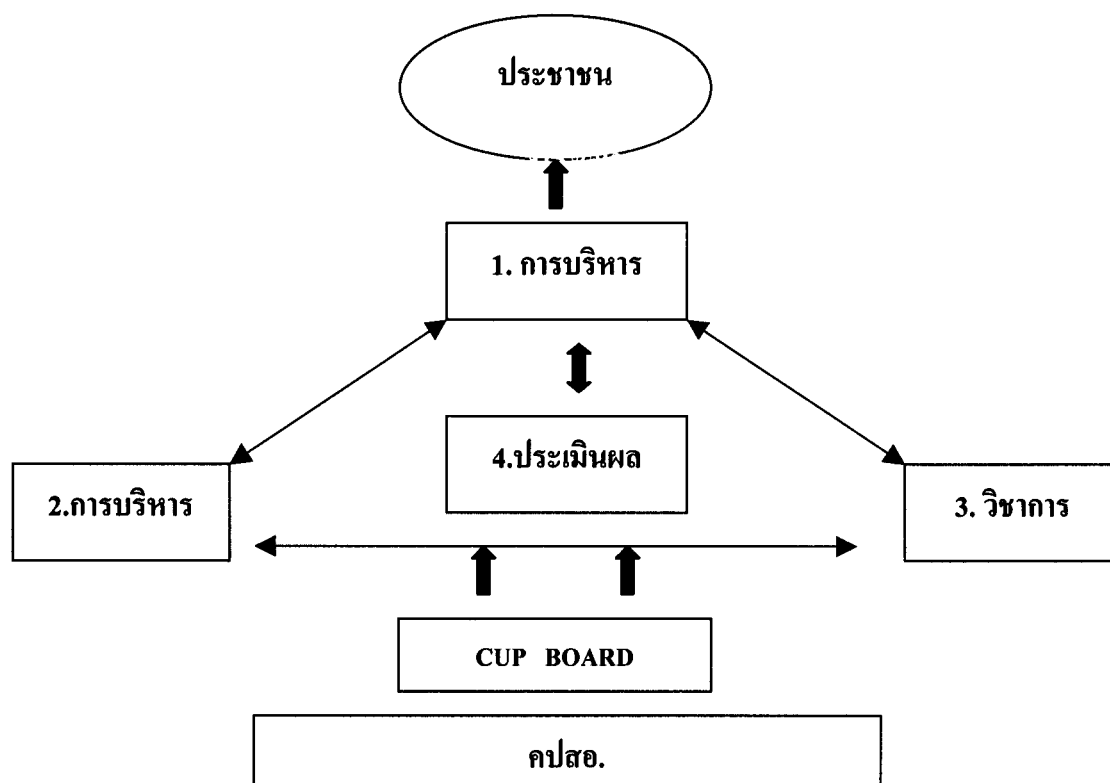 ประชาชน
1. การบริหาร
4.ประเมินผล
2.การบริหาร
3. วิชาการ
CUP BOARD
คปสอ.